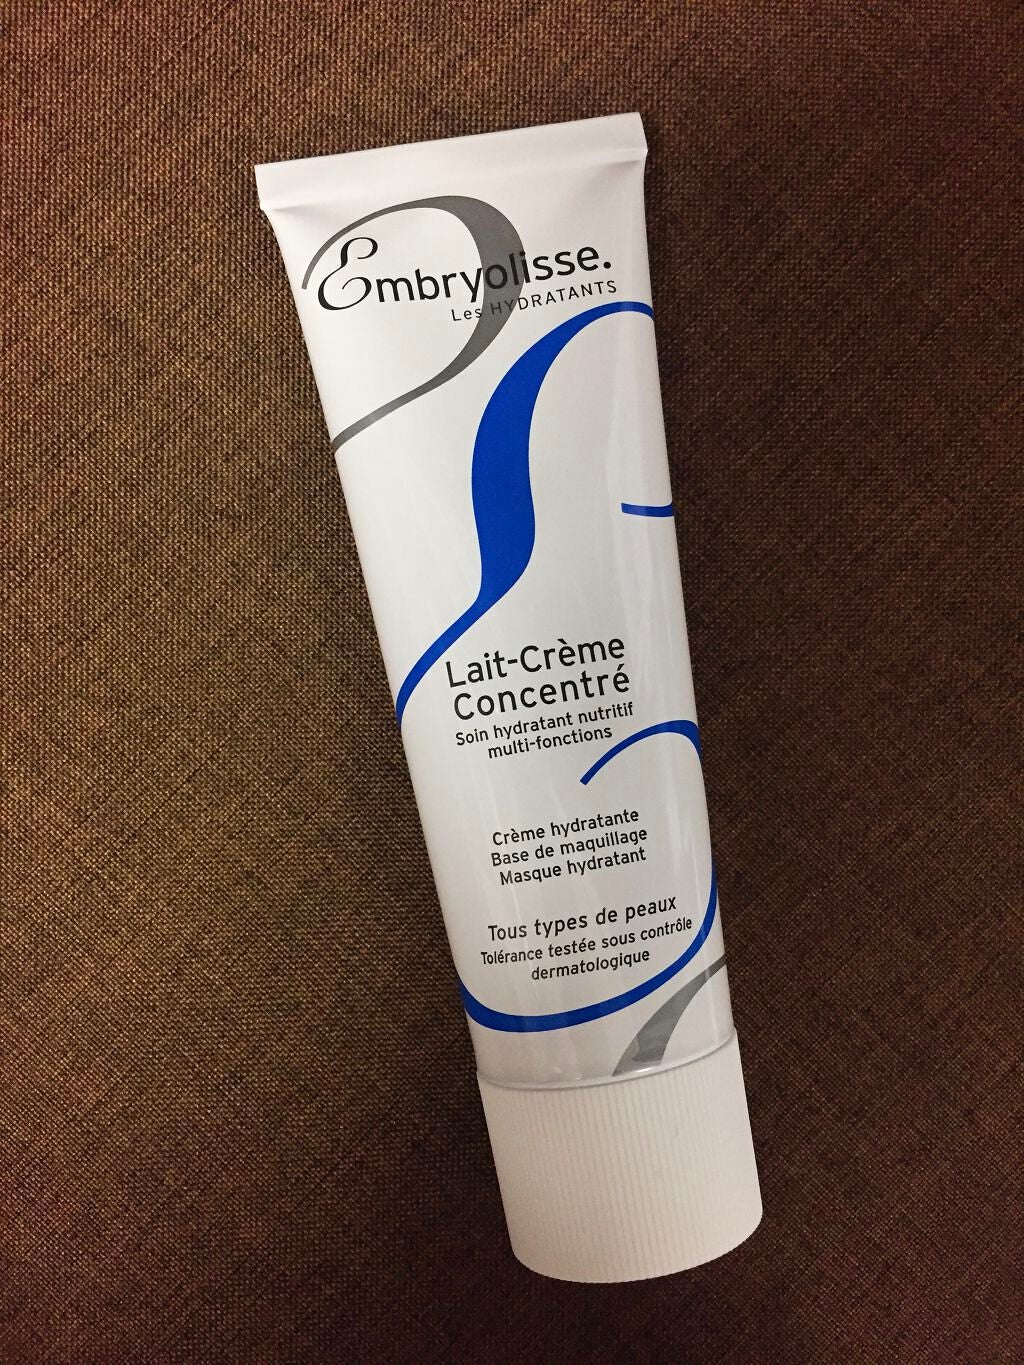 Embryolisse.
Les HYDRATANTS
Lait-Crème
Concentré
Soin hydratant nutritif
multi-fonctions
Crème hydratante
Base de maquillage
Masque hydratant
Tous types de peaux
Tolérance testée sous contrôle
dermatologique